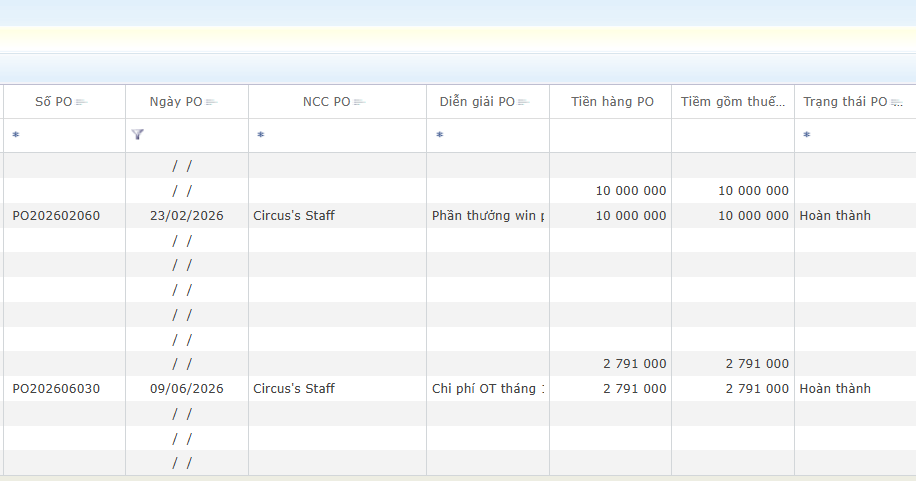 Số PO Ngày PO NCC PO Diễn giải PO Tiền hàng PO Tiềm gồm thuế... Trạng thái PO ...
* * * *
/ /
/ / 10 000 000 10 000 000
PO202602060 23/02/2026 Circus's Staff Phần thưởng win 10 000 000 10 000 000 Hoàn thành
/ /
/ /
/ /
/ /
/ /
/ / 2 791 000 2 791 000
PO202606030 09/06/2026 Circus's Staff Chi phí OT tháng 2 791 000 2 791 000 Hoàn thành
/ /
/ /
/ /